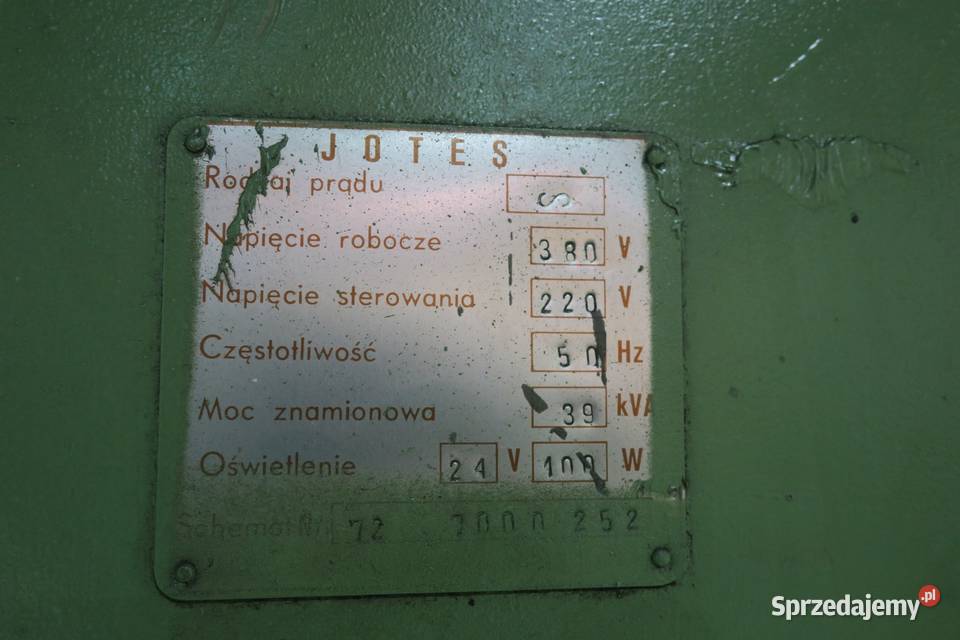 JOTES
Rodzaj prądu ∾
Napięcie robocze 380 V
Napięcie sterowania 220 V
Częstotliwość 50 Hz
Moc znamionowa 39 kVA
Oświetlenie 24 V 100 W
Schemat Nr. 72 7000 252
Sprzedajemy.pl